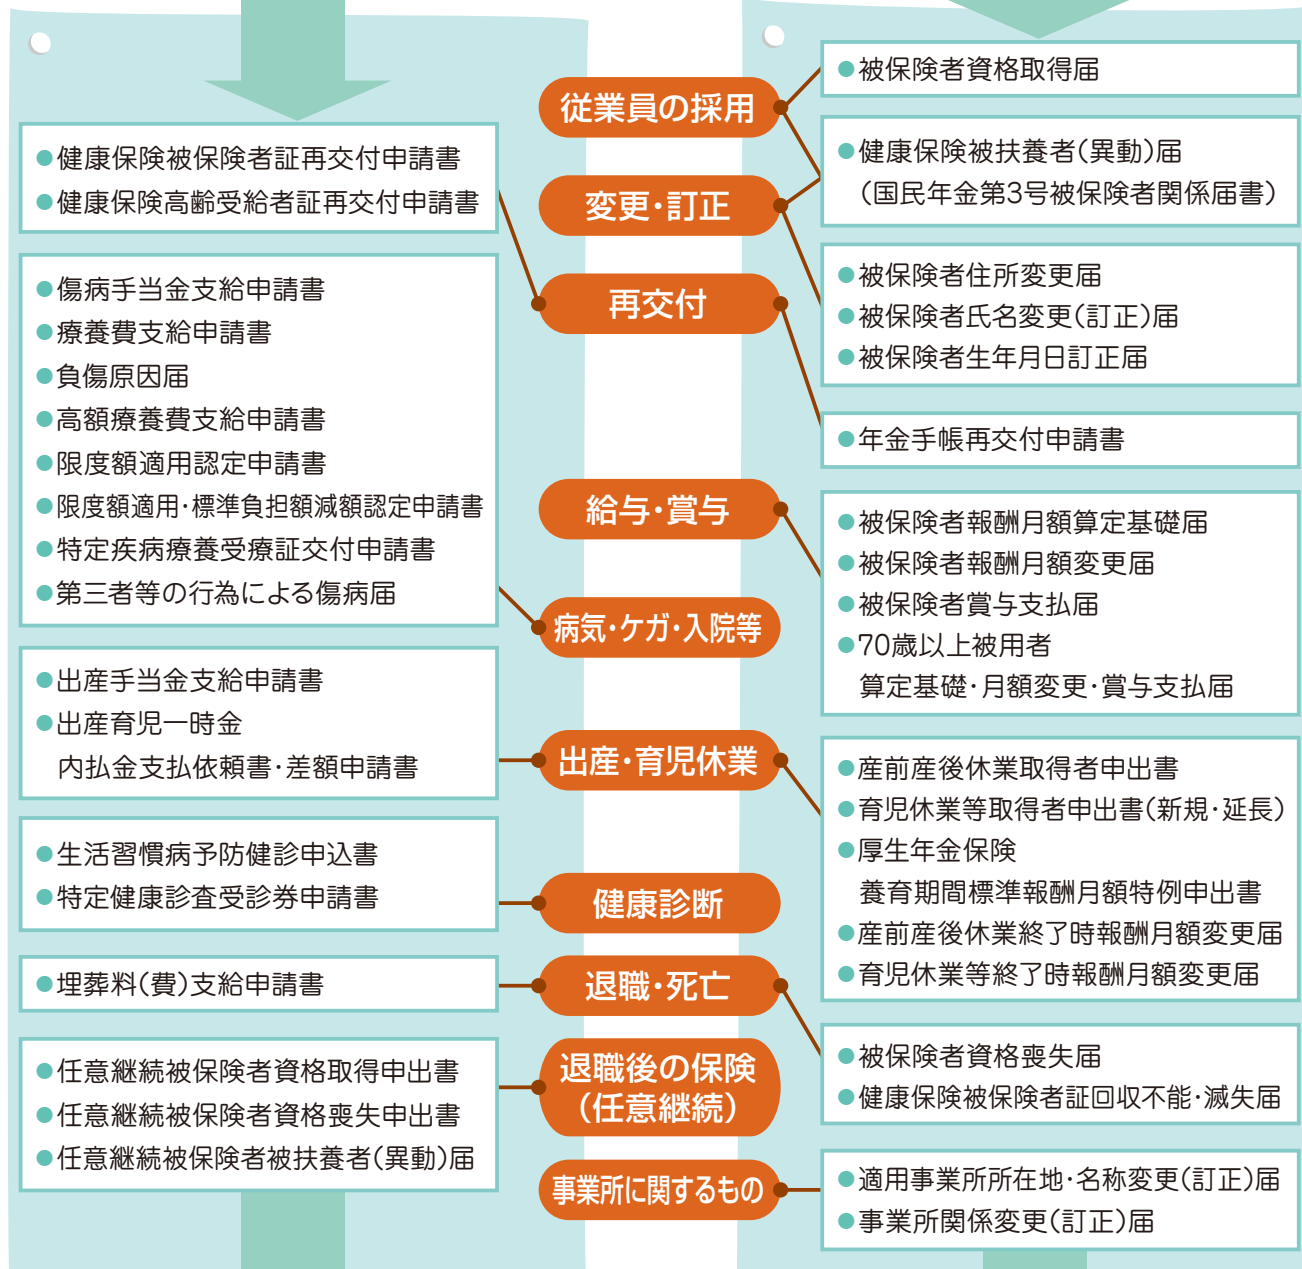 ●健康保険被保険者証再交付申請書
●健康保険高齢受給者証再交付申請書
●傷病手当金支給申請書
●療養費支給申請書
●負傷原因届
●高額療養費支給申請書
●限度額適用認定申請書
●限度額適用・標準負担額減額認定申請書
●特定疾病療養受療証交付申請書
●第三者等の行為による傷病届
●出産手当金支給申請書
●出産育児一時金
内払金支払依頼書・差額申請書
●生活習慣病予防健診申込書
●特定健康診査受診券申請書
●埋葬料(費)支給申請書
●任意継続被保険者資格取得申出書
●任意継続被保険者資格喪失申出書
●任意継続被保険者被扶養者(異動)届
従業員の採用
変更・訂正
再交付
給与・賞与
病気・ケガ・入院等
出産・育児休業
健康診断
退職・死亡
退職後の保険
(任意継続)
事業所に関するもの
●被保険者資格取得届
●健康保険被扶養者(異動)届
(国民年金第3号被保険者関係届書)
●被保険者住所変更届
●被保険者氏名変更(訂正)届
●被保険者生年月日訂正届
●年金手帳再交付申請書
●被保険者報酬月額算定基礎届
●被保険者報酬月額変更届
●被保険者賞与支払届
●70歳以上被用者
算定基礎・月額変更・賞与支払届
●産前産後休業取得者申出書
●育児休業等取得者申出書(新規・延長)
●厚生年金保険
養育期間標準報酬月額特例申出書
●産前産後休業終了時報酬月額変更届
●育児休業等終了時報酬月額変更届
●被保険者資格喪失届
●健康保険被保険者証回収不能・滅失届
●適用事業所所在地・名称変更(訂正)届
●事業所関係変更(訂正)届